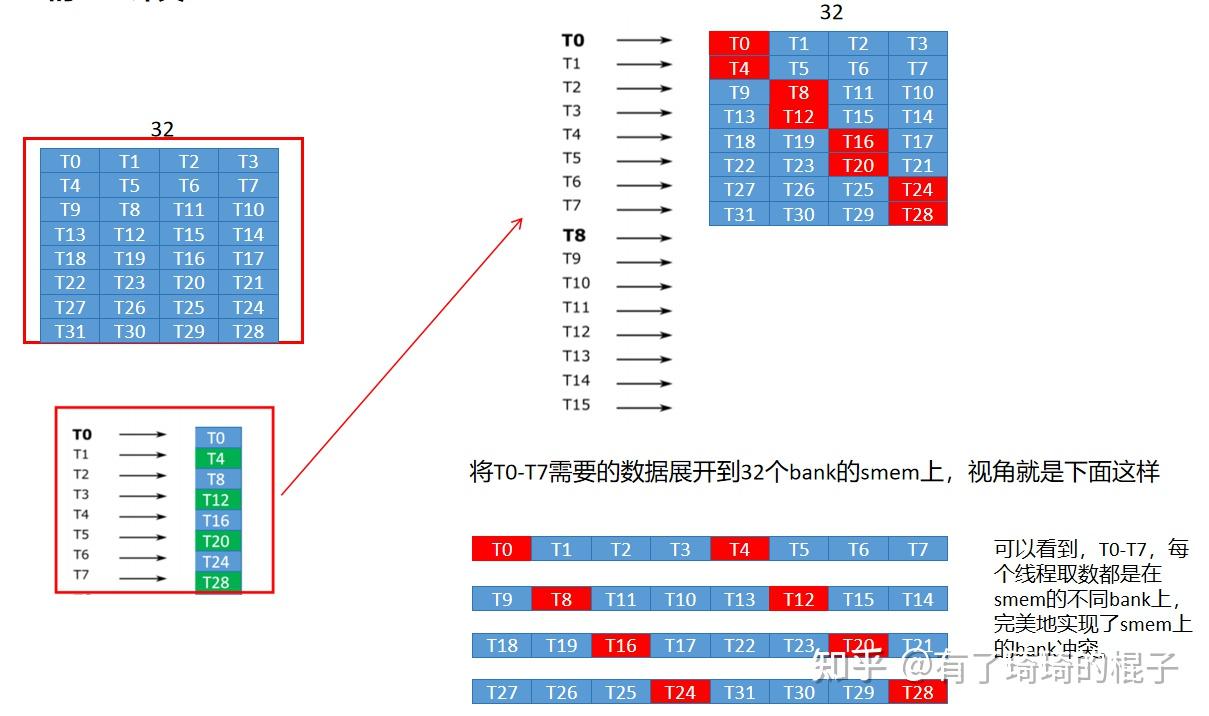 32
T0 T1 T2 T3
T4 T5 T6 T7
T9 T8 T11 T10
T13 T12 T15 T14
T18 T19 T16 T17
T22 T23 T20 T21
T27 T26 T25 T24
T31 T30 T29 T28
T0 T0
T1 T4
T2 T8
T3 T12
T4 T16
T5 T20
T6 T24
T7 T28
T0
T1
T2
T3
T4
T5
T6
T7
T8
T9
T10
T11
T12
T13
T14
T15
32
T0 T1 T2 T3
T4 T5 T6 T7
T9 T8 T11 T10
T13 T12 T15 T14
T18 T19 T16 T17
T22 T23 T20 T21
T27 T26 T25 T24
T31 T30 T29 T28
将T0-T7需要的数据展开到32个bank的smem上，视角就是下面这样
T0 T1 T2 T3 T4 T5 T6 T7
T9 T8 T11 T10 T13 T12 T15 T14
T18 T19 T16 T17 T22 T23 T20 T21
T27 T26 T25 T24 T31 T30 T29 T28
可以看到，T0-T7，每
个线程取数都是在
smem的不同bank上，
完美地实现了smem上
的bank冲突
知乎 @有了琦琦的棍子